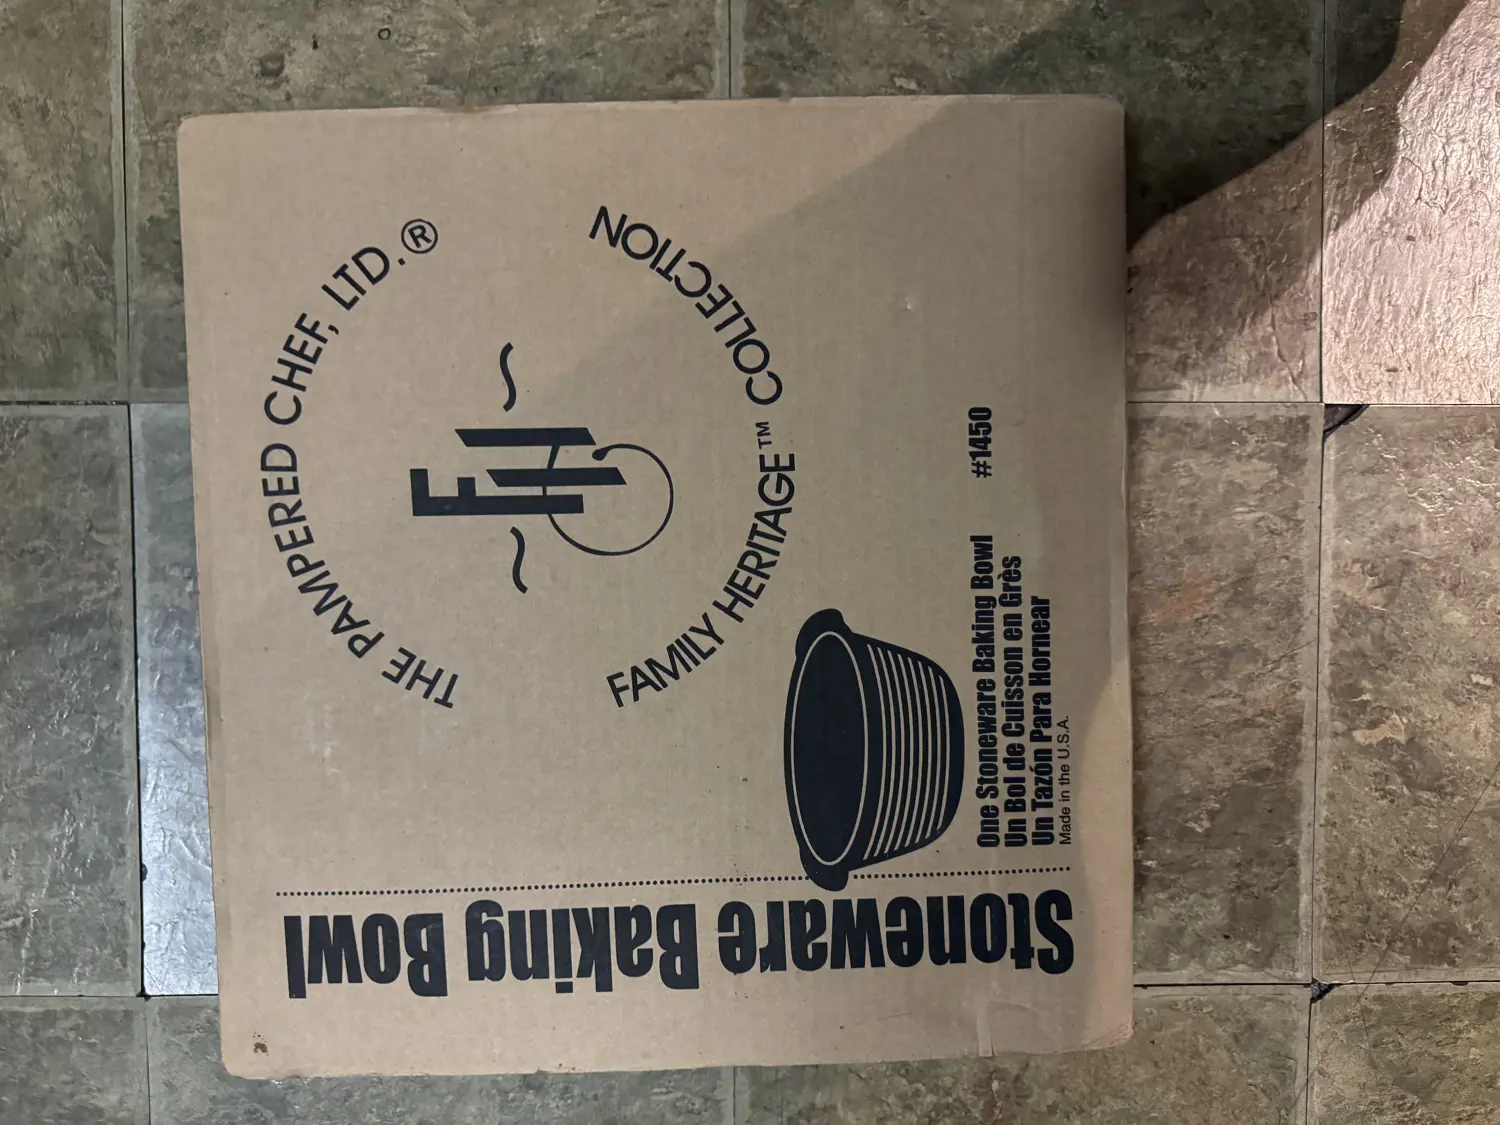 THE PAMPERED CHEF, LTD.®
FH
FAMILY HERITAGE™ COLLECTION
One Stoneware Baking Bowl #1450
Un Bol de Cuisson en Grès
Un Tazón Para Hornear
Made in the U.S.A.
Stoneware Baking Bowl